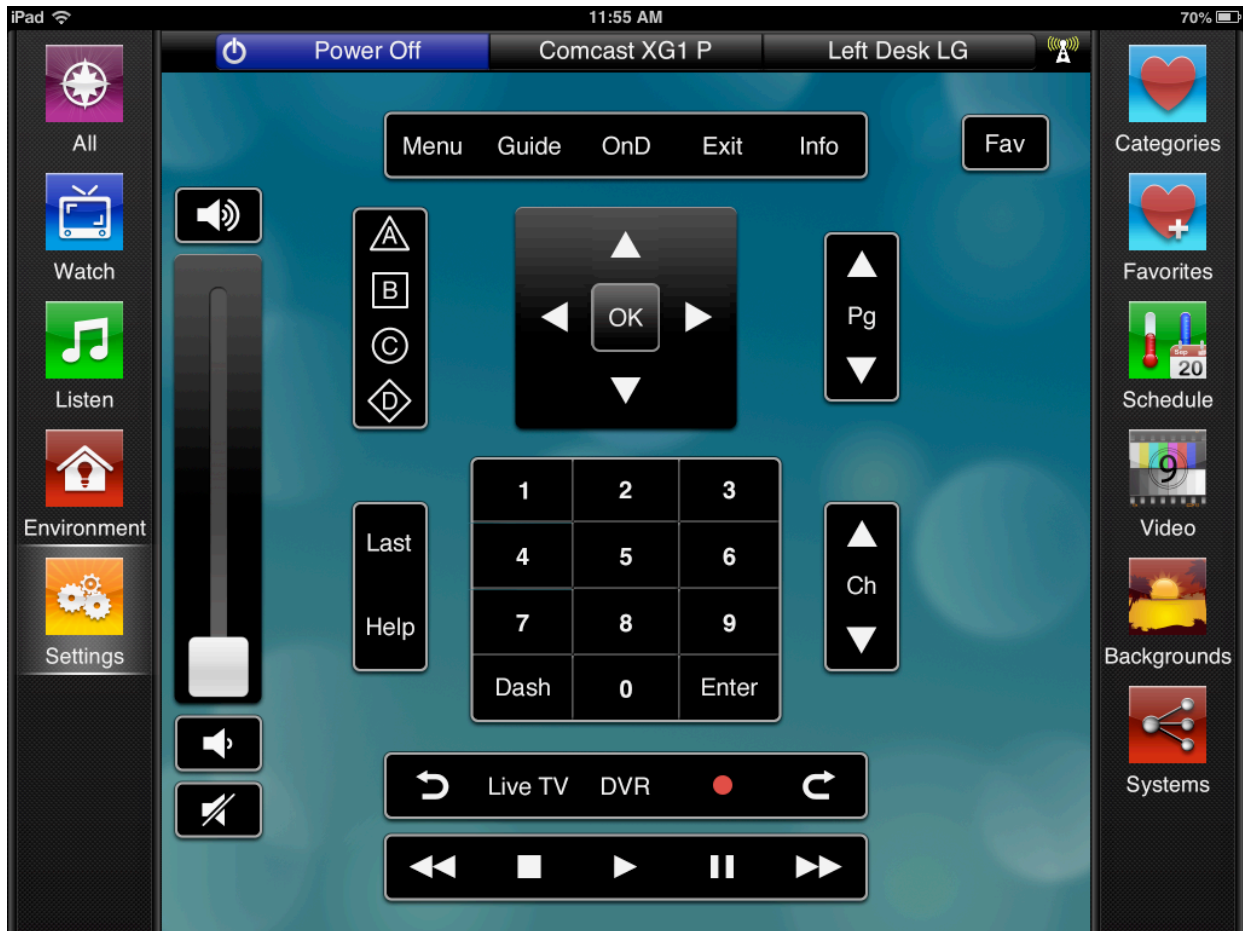 iPad 11:55 AM 70%
Power Off Comcast XG1 P Left Desk LG
All
Watch
Listen
Environment
Settings
Menu Guide OnD Exit Info
Fav
A
B
C
D
OK
Pg
Last
Help
1 2 3
4 5 6
7 8 9
Dash 0 Enter
Ch
Live TV DVR
Categories
Favorites
Sep
20
Schedule
9
Video
Backgrounds
Systems